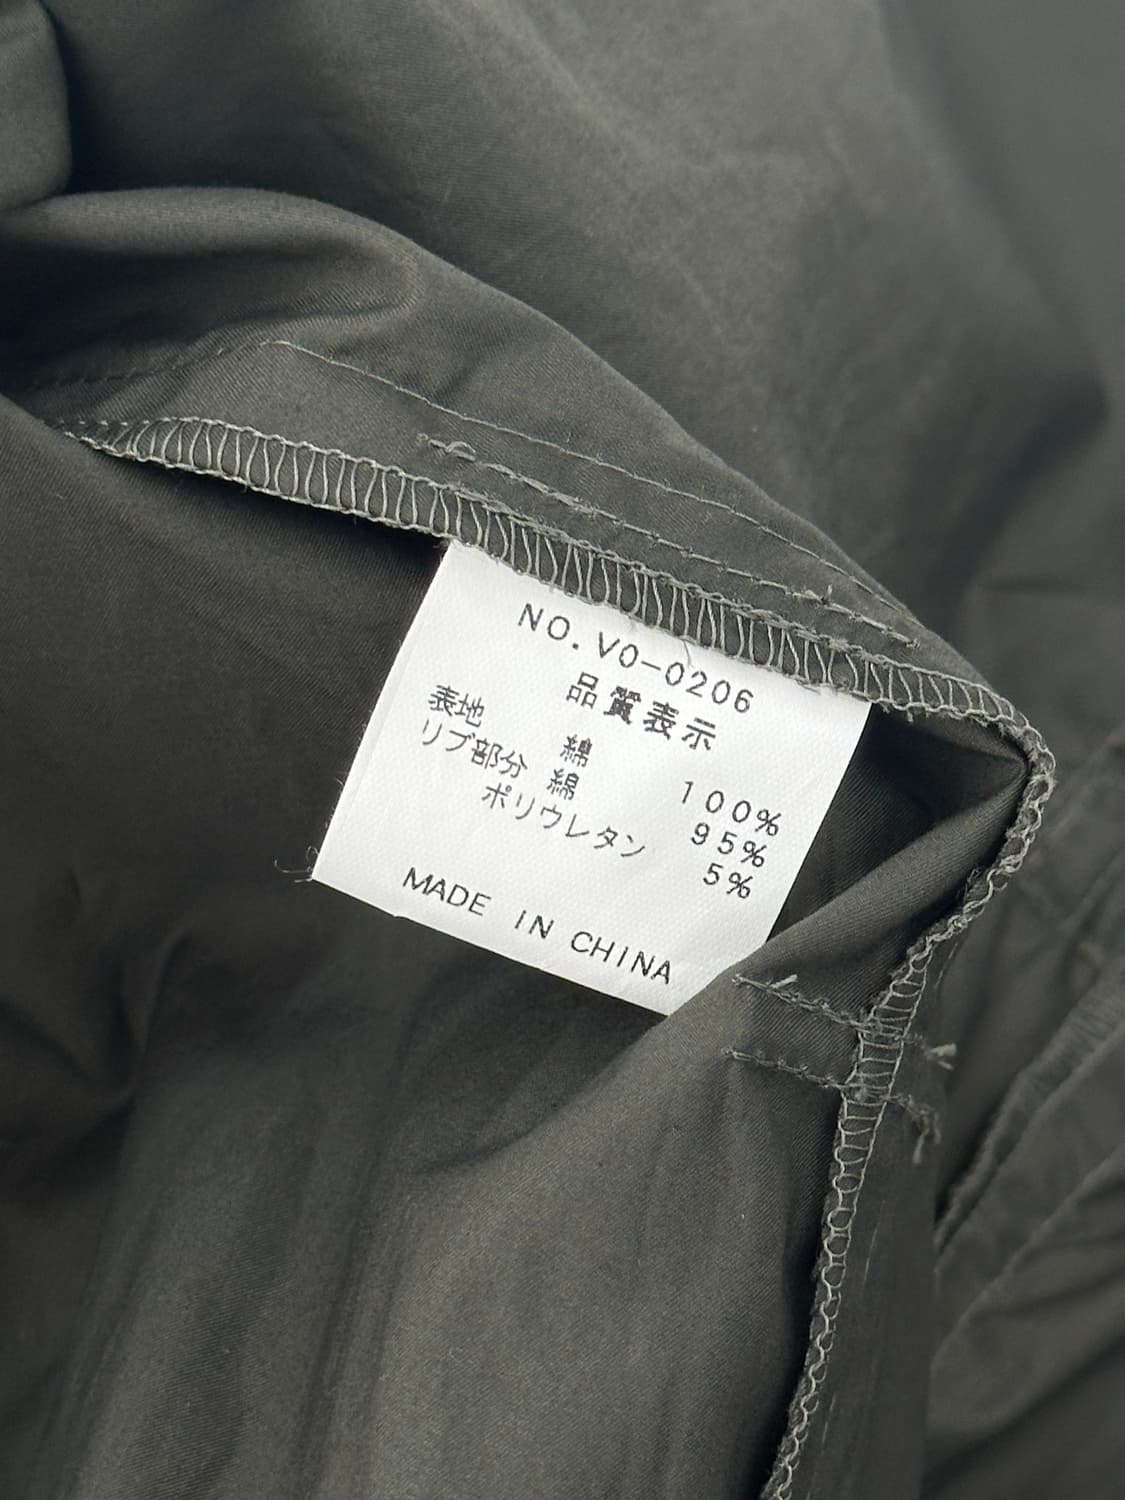 NO. V0-0206
品質表示
表地 綿 100%
リブ部分 綿 95%
ポリウレタン 5%
MADE IN CHINA